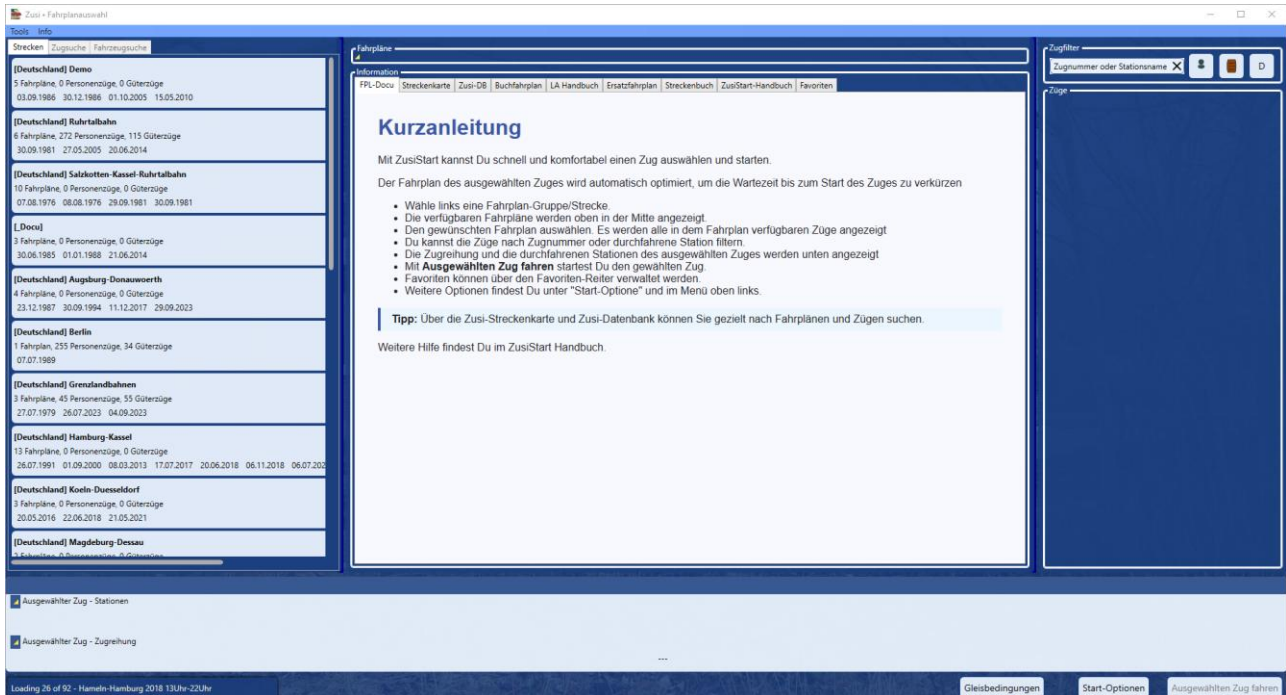 Zusi • Fahrplanauswahl
Tools Info
Strecken Zugsuche Fahrzeugsuche
[Deutschland] Demo
5 Fahrpläne, 0 Personenzüge, 0 Güterzüge
03.09.1986 30.12.1986 01.10.2005 15.05.2010
[Deutschland] Ruhrtalbahn
6 Fahrpläne, 272 Personenzüge, 115 Güterzüge
30.09.1981 27.05.2005 20.06.2014
[Deutschland] Salzkotten-Kassel-Ruhrtalbahn
10 Fahrpläne, 0 Personenzüge, 0 Güterzüge
07.08.1976 08.08.1976 29.09.1981 30.09.1981
[_Docu]
3 Fahrpläne, 0 Personenzüge, 0 Güterzüge
30.06.1985 01.01.1988 21.06.2014
[Deutschland] Augsburg-Donauwoerth
4 Fahrpläne, 0 Personenzüge, 0 Güterzüge
23.12.1987 30.09.1994 11.12.2017 29.09.2023
[Deutschland] Berlin
1 Fahrplan, 255 Personenzüge, 34 Güterzüge
07.07.1989
[Deutschland] Grenzlandbahnen
3 Fahrpläne, 45 Personenzüge, 55 Güterzüge
27.07.1979 26.07.2023 04.09.2023
[Deutschland] Hamburg-Kassel
13 Fahrpläne, 0 Personenzüge, 0 Güterzüge
26.07.1991 01.09.2000 08.03.2013 17.07.2017 20.06.2018 06.11.2018 06.07.202
[Deutschland] Koeln-Duesseldorf
3 Fahrpläne, 0 Personenzüge, 0 Güterzüge
20.05.2016 22.06.2018 21.05.2021
[Deutschland] Magdeburg-Dessau
Fahrpläne
Information
FPL-Docu Streckenkarte Zusi-DB Buchfahrplan LA Handbuch Ersatzfahrplan Streckenbuch ZusiStart-Handbuch Favoriten
Kurzanleitung
Mit ZusiStart kannst Du schnell und komfortabel einen Zug auswählen und starten.
Der Fahrplan des ausgewählten Zuges wird automatisch optimiert, um die Wartezeit bis zum Start des Zuges zu verkürzen
• Wähle links eine Fahrplan-Gruppe/Strecke.
• Die verfügbaren Fahrpläne werden oben in der Mitte angezeigt.
• Den gewünschten Fahrplan auswählen. Es werden alle in dem Fahrplan verfügbaren Züge angezeigt
• Du kannst die Züge nach Zugnummer oder durchfahrene Station filtern.
• Die Zugreihung und die durchfahrenen Stationen des ausgewählten Zuges werden unten angezeigt
• Mit Ausgewählten Zug fahren startest Du den gewählten Zug.
• Favoriten können über den Favoriten-Reiter verwaltet werden.
• Weitere Optionen findest Du unter "Start-Optione" und im Menü oben links.
Tipp: Über die Zusi-Streckenkarte und Zusi-Datenbank können Sie gezielt nach Fahrplänen und Zügen suchen.
Weitere Hilfe findest Du im ZusiStart Handbuch.
Zugfilter
Zugnummer oder Stationsname D
Züge
Ausgewählter Zug - Stationen
Ausgewählter Zug - Zugreihung
---
Loading 26 of 92 - Hameln-Hamburg 2018 13Uhr-22Uhr
Gleisbedingungen Start-Optionen Ausgewählten Zug fahren